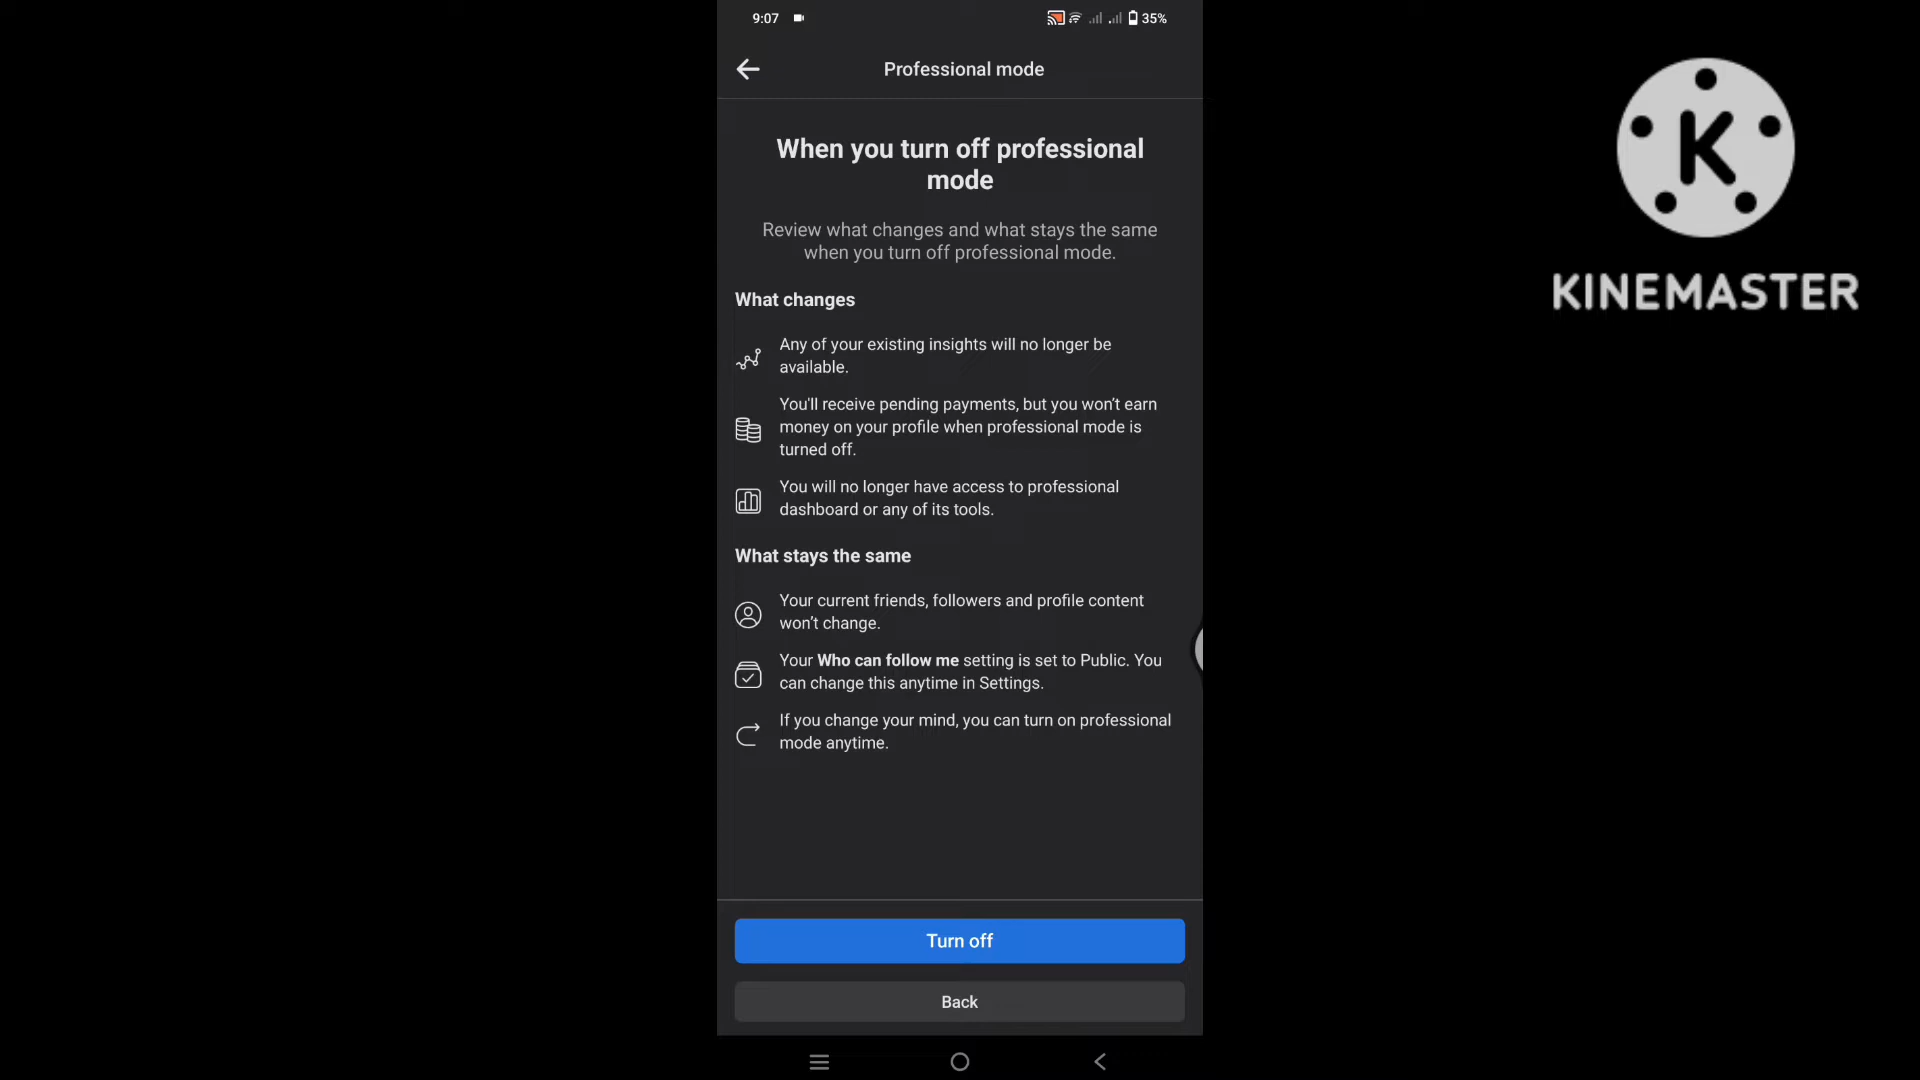 9:07
35%
Professional mode
When you turn off professional
mode
Review what changes and what stays the same
when you turn off professional mode.
What changes
Any of your existing insights will no longer be
available.
You'll receive pending payments, but you won't earn
money on your profile when professional mode is
turned off.
You will no longer have access to professional
dashboard or any of its tools.
What stays the same
Your current friends, followers and profile content
won't change.
Your Who can follow me setting is set to Public. You
can change this anytime in Settings.
If you change your mind, you can turn on professional
mode anytime.
Turn off
Back
K
KINEMASTER